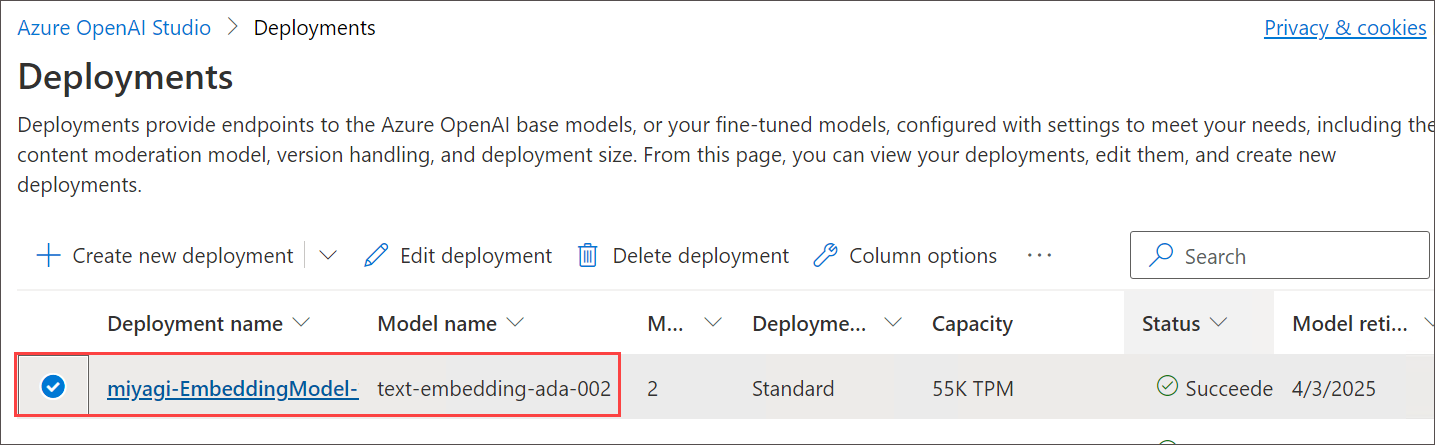 Azure OpenAI Studio > Deployments
Privacy & cookies
Deployments
Deployments provide endpoints to the Azure OpenAI base models, or your fine-tuned models, configured with settings to meet your needs, including the
content moderation model, version handling, and deployment size. From this page, you can view your deployments, edit them, and create new
deployments.
Create new deployment
Edit deployment
Delete deployment
Column options
...
Search
Deployment name
Model name
M...
Deployme...
Capacity
Status
Model reti...
miyagi-EmbeddingModel-
text-embedding-ada-002
2
Standard
55K TPM
Succeede
4/3/2025